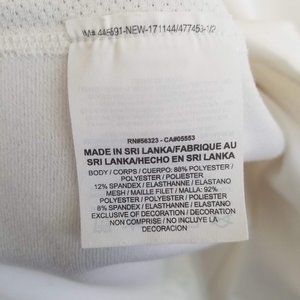 RN#56323 - CA#05553
MADE IN SRI LANKA/FABRIQUE AU
SRI LANKA/HECHO EN SRI LANKA
BODY / CORPS / CUERPO: 88% POLYESTER
/ POLYESTER / POLIESTER
12% SPANDEX / ELASTHANNE / ELASTANO
MESH / MAILLE FILET / MALLA: 92%
POLYESTER / POLYESTER / POLIESTER
8% SPANDEX / ELASTHANNE / ELASTANO
EXCLUSIVE OF DECORATION / DECORATION
NON COMPRISE / NO INCLUYE LA
DECORACION